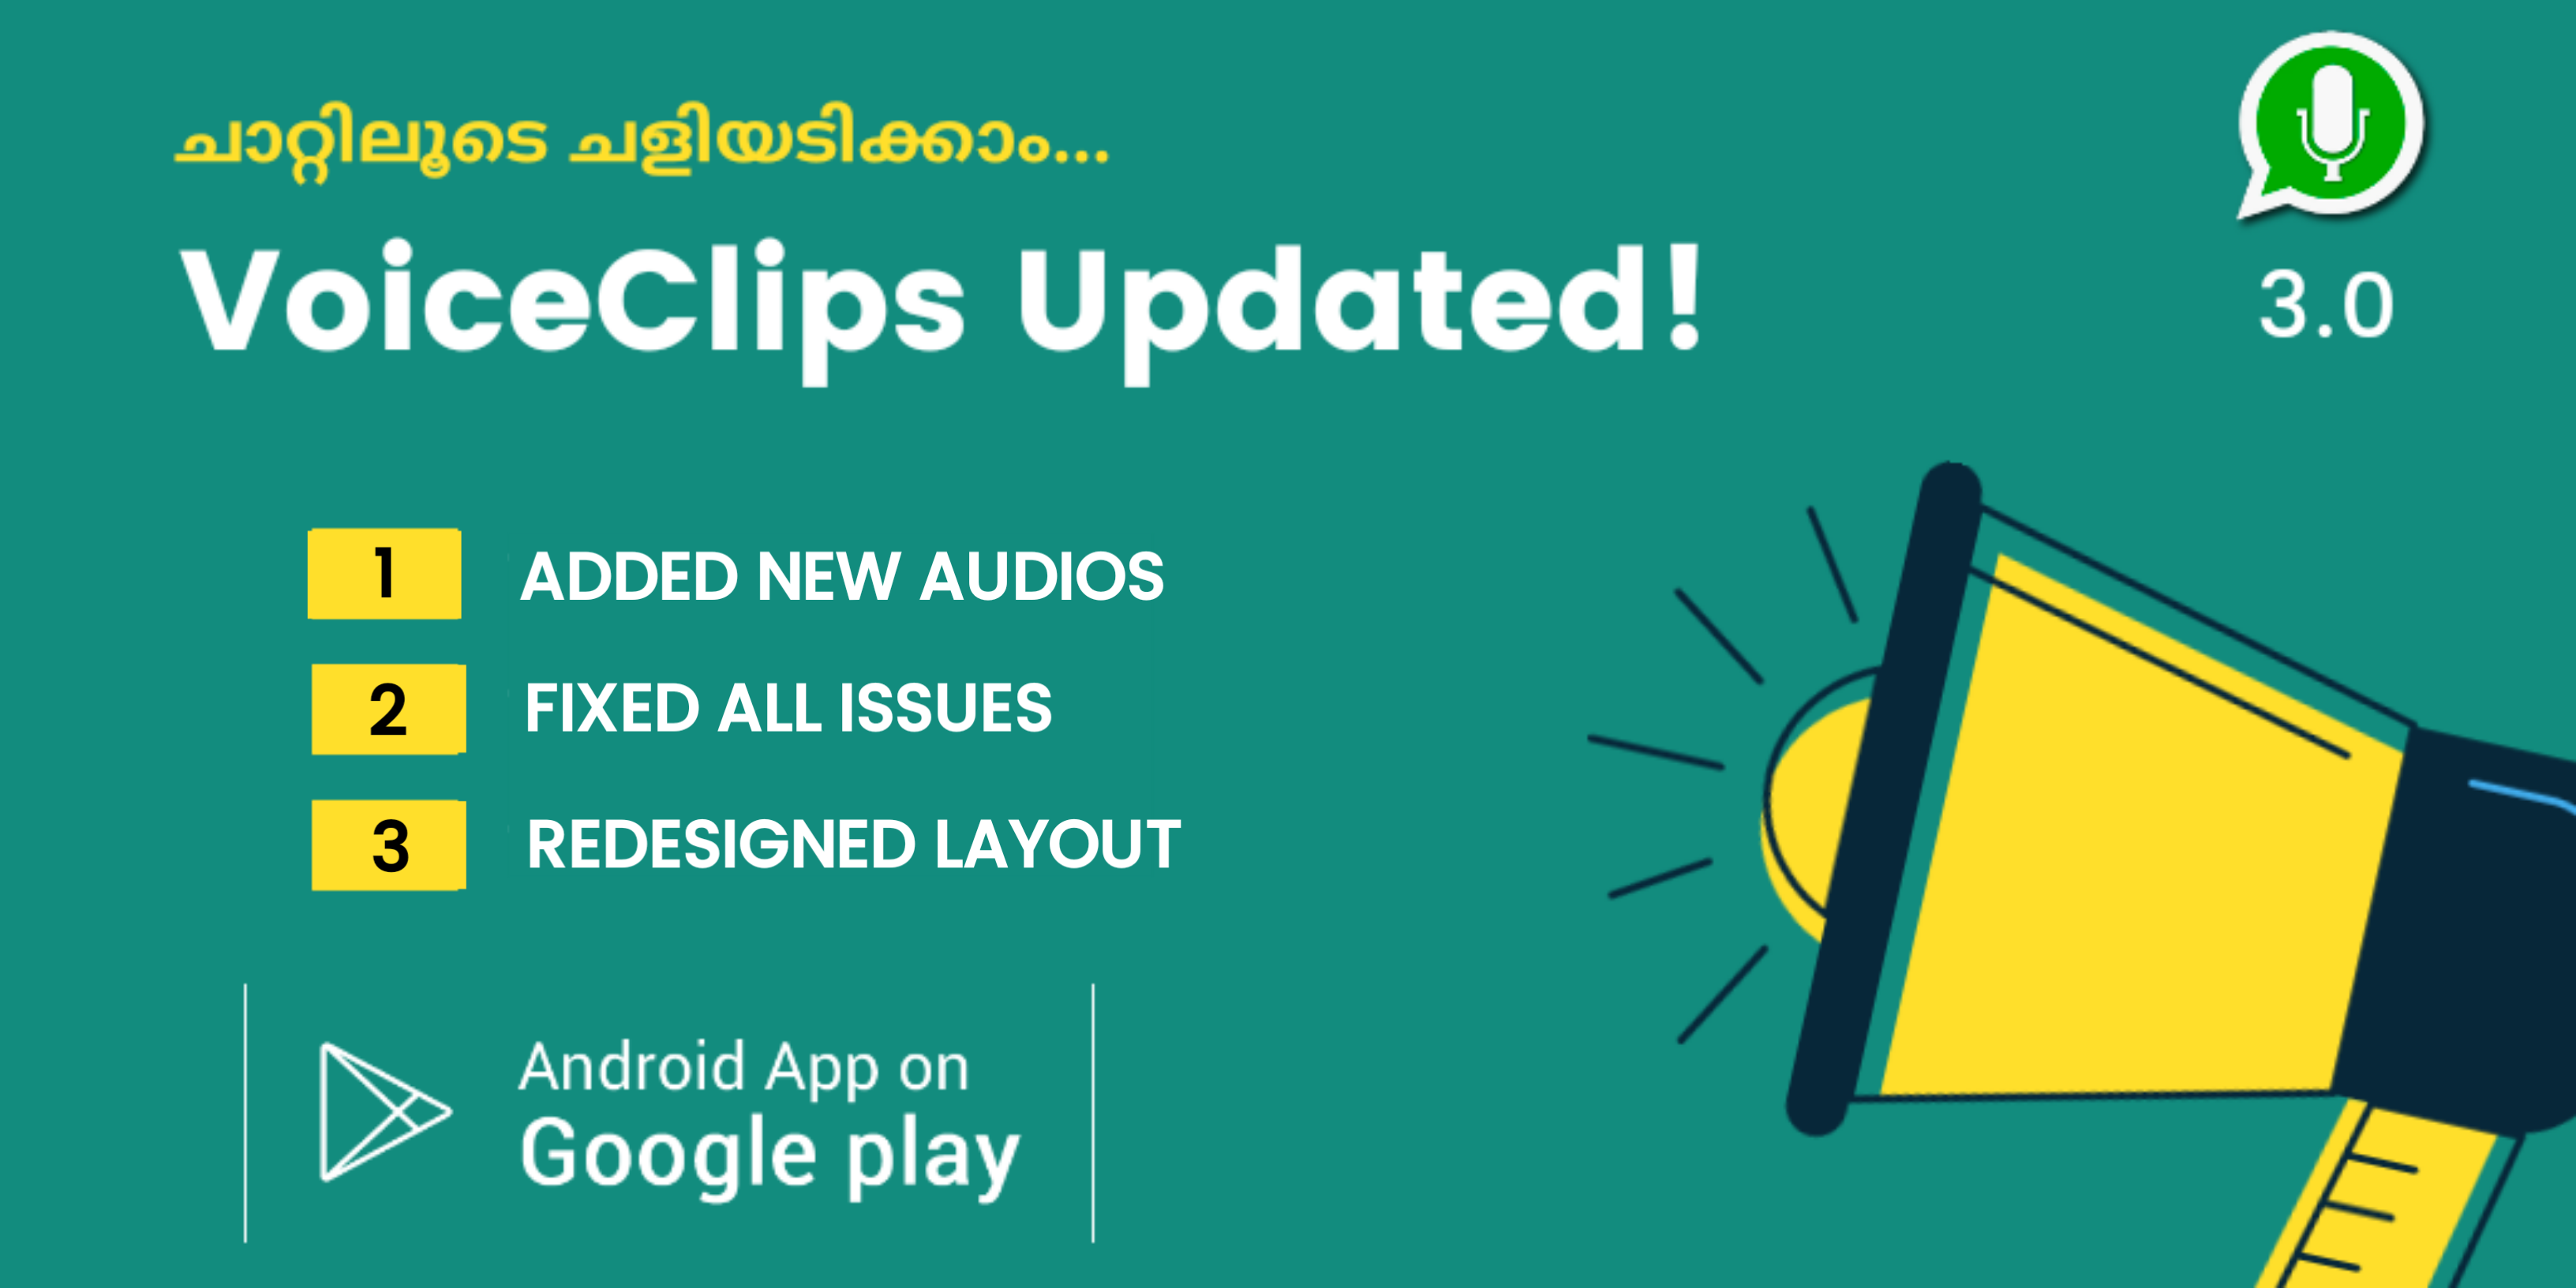 ചാറ്റിലൂടെ ചളിയടിക്കാം...
VoiceClips Updated!
3.0
1 ADDED NEW AUDIOS
2 FIXED ALL ISSUES
3 REDESIGNED LAYOUT
Android App on
Google play